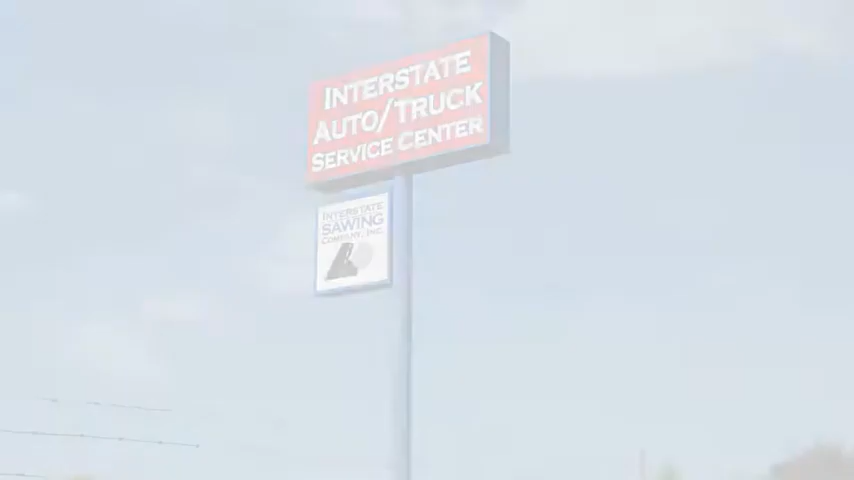 INTERSTATE
AUTO/TRUCK
SERVICE CENTER
INTERSTATE
SAWING
COMPANY, INC.